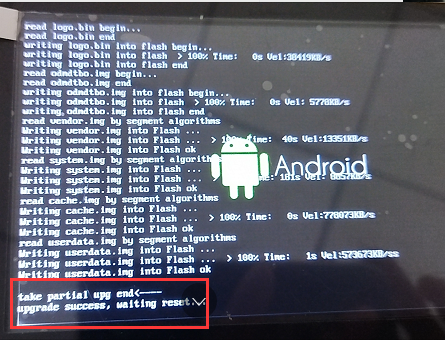 read logo.bin begin...
read logo.bin end
writing logo.bin into flash begin...
writing logo.bin into flash > 100% Time: 0s Vel:38419KB/s
writing logo.bin into flash end
read odmdtbo.img begin...
read odmdtbo.img end
writing odmdtbo.img into flash begin...
writing odmdtbo.img into flash > 100% Time: 0s Vel: 5778KB/s
writing odmdtbo.img into flash end
read vendor.img by segment algorithms
Writing vendor.img into Flash ...
Writing vendor.img into Flash ... > 100% Time: 40s Vel:13351KB/s
Writing vendor.img into Flash ok
read system.img by segment algorithms
Writing system.img into Flash ...
Writing system.img into Flash ... 181s Vel:
Writing system.img into Flash ok
read cache.img by segment algorithms
Writing cache.img into Flash ...
Writing cache.img into Flash ... > 100% Time: 0s Vel:778073KB/s
Writing cache.img into Flash ok
read userdata.img by segment algorithms
Writing userdata.img into Flash ...
Writing userdata.img into Flash ... > 100% Time: 1s Vel:573673KB/s
Writing userdata.img into Flash ok
take partial upg end<----
upgrade success, waiting reset
Android